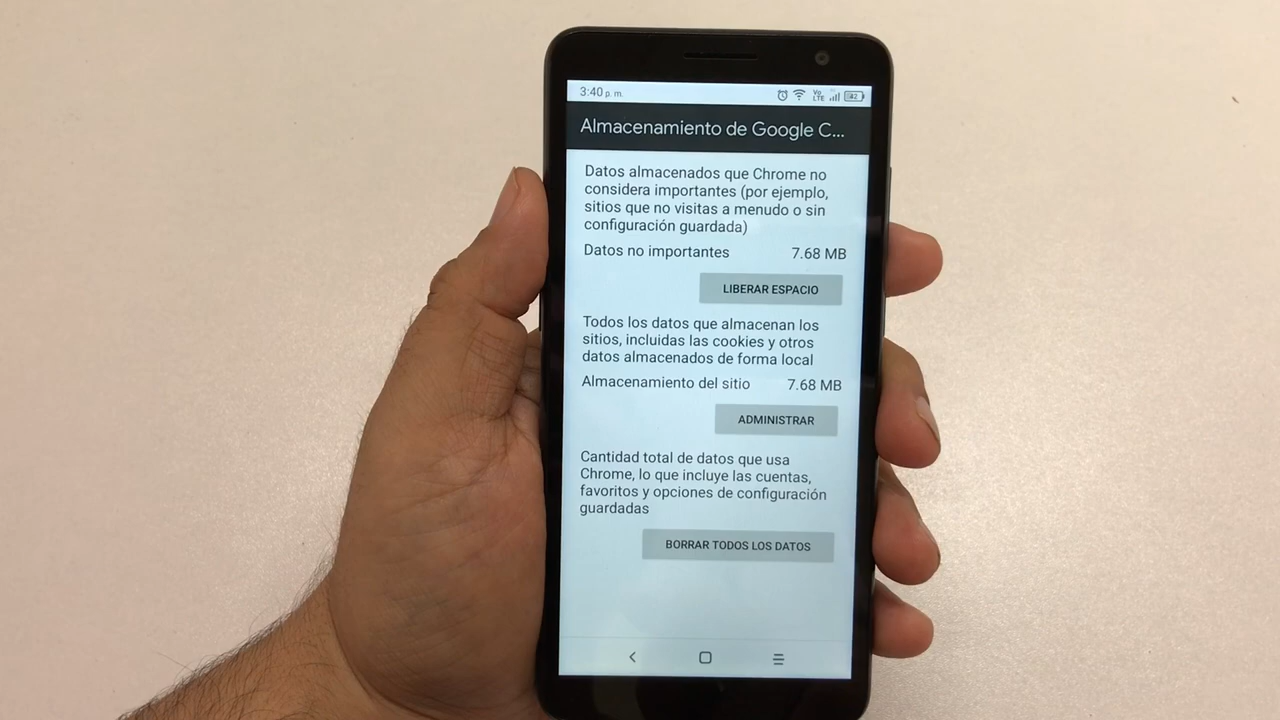 3:40 p. m.
Vo
LTE
42
Almacenamiento de Google C...
Datos almacenados que Chrome no
considera importantes (por ejemplo,
sitios que no visitas a menudo o sin
configuración guardada)
Datos no importantes 7.68 MB
LIBERAR ESPACIO
Todos los datos que almacenan los
sitios, incluidas las cookies y otros
datos almacenados de forma local
Almacenamiento del sitio 7.68 MB
ADMINISTRAR
Cantidad total de datos que usa
Chrome, lo que incluye las cuentas,
favoritos y opciones de configuración
guardadas
BORRAR TODOS LOS DATOS